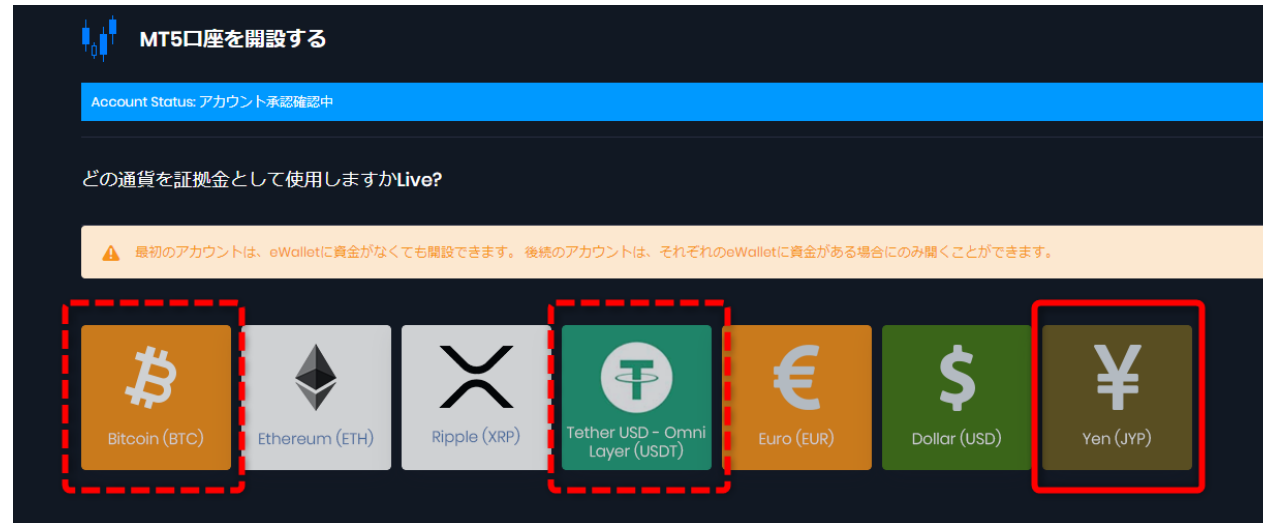 MT5口座を開設する
Account Status: アカウント承認確認中
どの通貨を証拠金として使用しますかLive?
最初のアカウントは、eWalletに資金がなくても開設できます。 後続のアカウントは、それぞれのeWalletに資金がある場合にのみ開くことができます。
Bitcoin (BTC)
Ethereum (ETH)
Ripple (XRP)
Tether USD - Omni
Layer (USDT)
Euro (EUR)
Dollar (USD)
Yen (JYP)